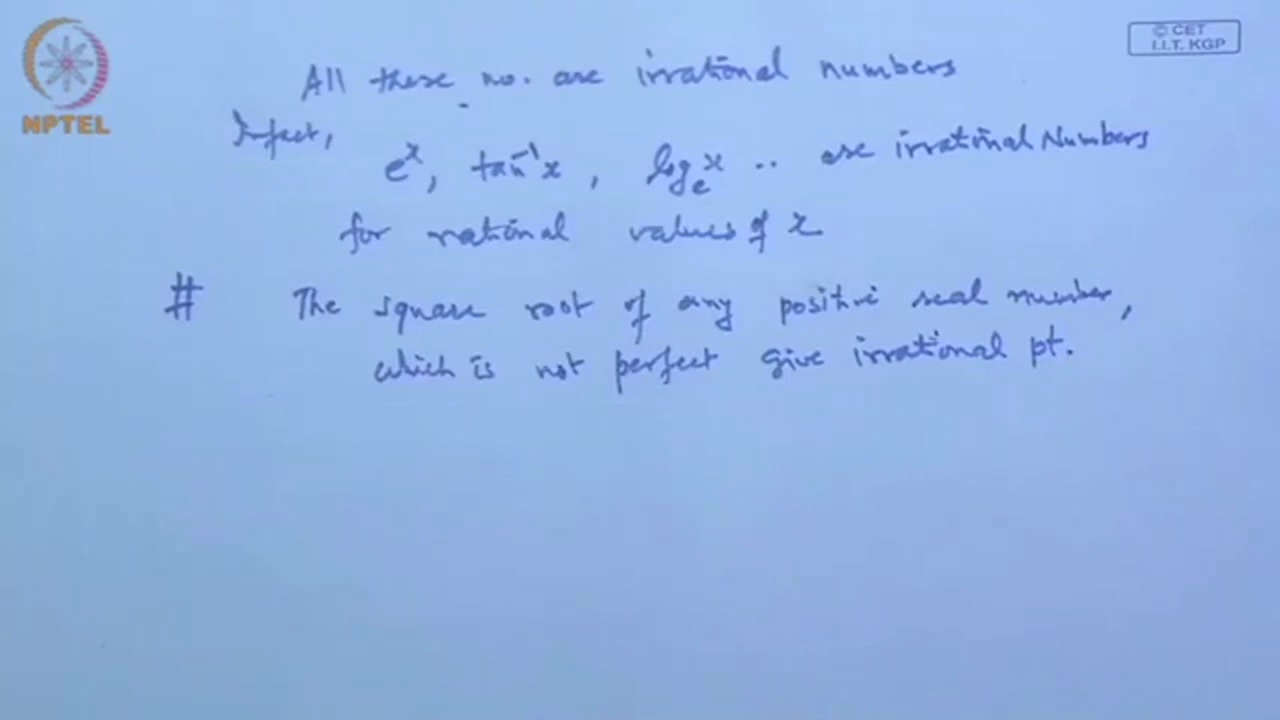 © CET
I.I.T. KGP
NPTEL
All these no. are irrational numbers
Infact,
e^x, tan^-1 x, log_e x .. are irrational Numbers
for rational values of x
# The square root of any positive real number,
which is not perfect give irrational pt.